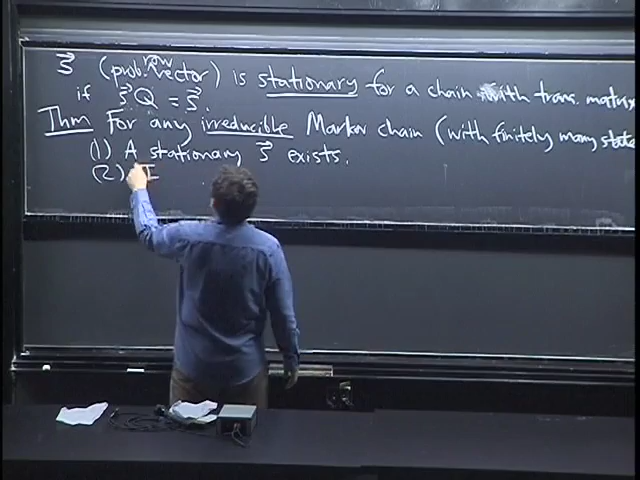 s⃗ (prob. row vector) is stationary for a chain with trans. matrix
if s⃗Q = s⃗.
Thm For any irreducible Markov chain (with finitely many state
(1) A stationary s⃗ exists.
(2) I